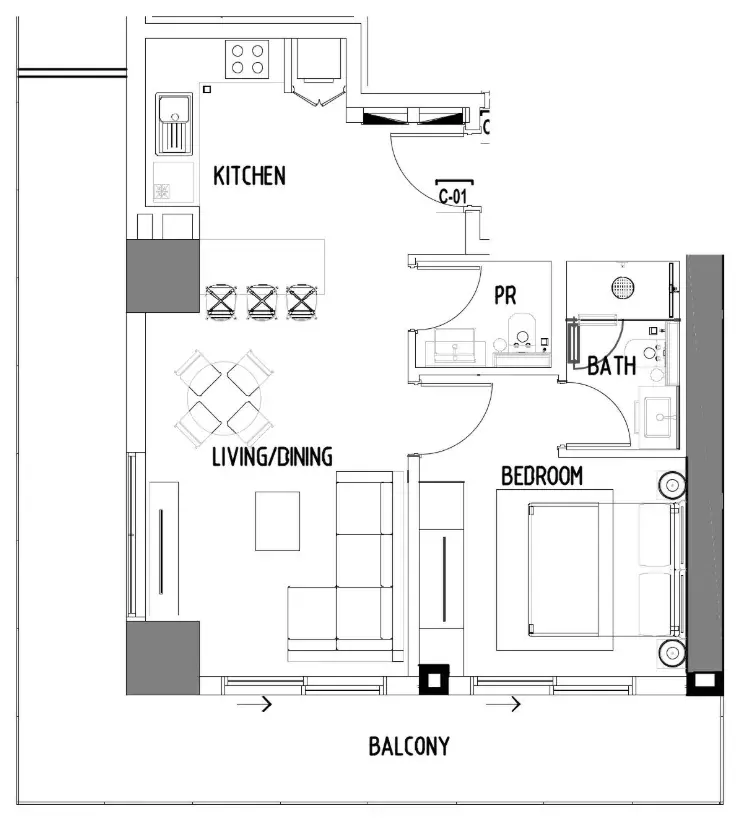 C
KITCHEN
C-01
PR
BATH
LIVING/DINING
BEDROOM
BALCONY